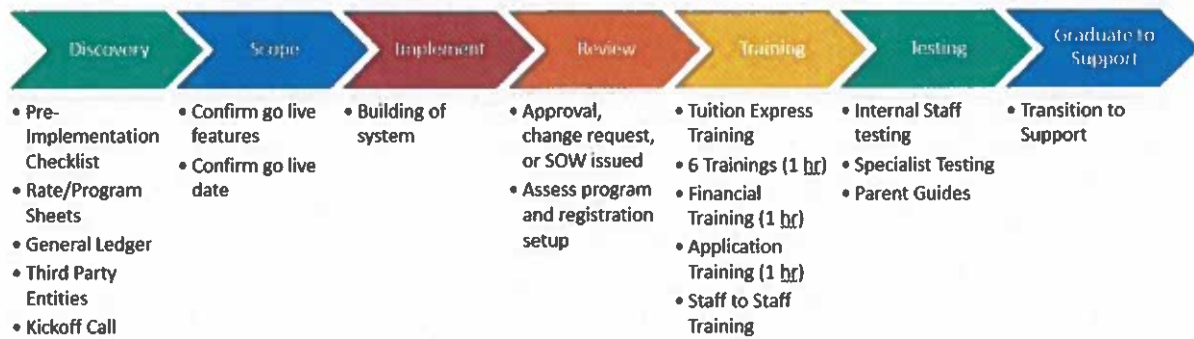 Discovery
Scope
Implement
Review
Training
Testing
Graduate to
Support
• Pre-
Implementation
Checklist
• Rate/Program
Sheets
• General Ledger
• Third Party
Entities
• Kickoff Call
• Confirm go live
features
• Confirm go live
date
• Building of
system
• Approval,
change request,
or SOW issued
• Assess program
and registration
setup
• Tuition Express
Training
• 6 Trainings (1 hr)
• Financial
Training (1 hr)
• Application
Training (1 hr)
• Staff to Staff
Training
• Internal Staff
testing
• Specialist Testing
• Parent Guides
• Transition to
Support